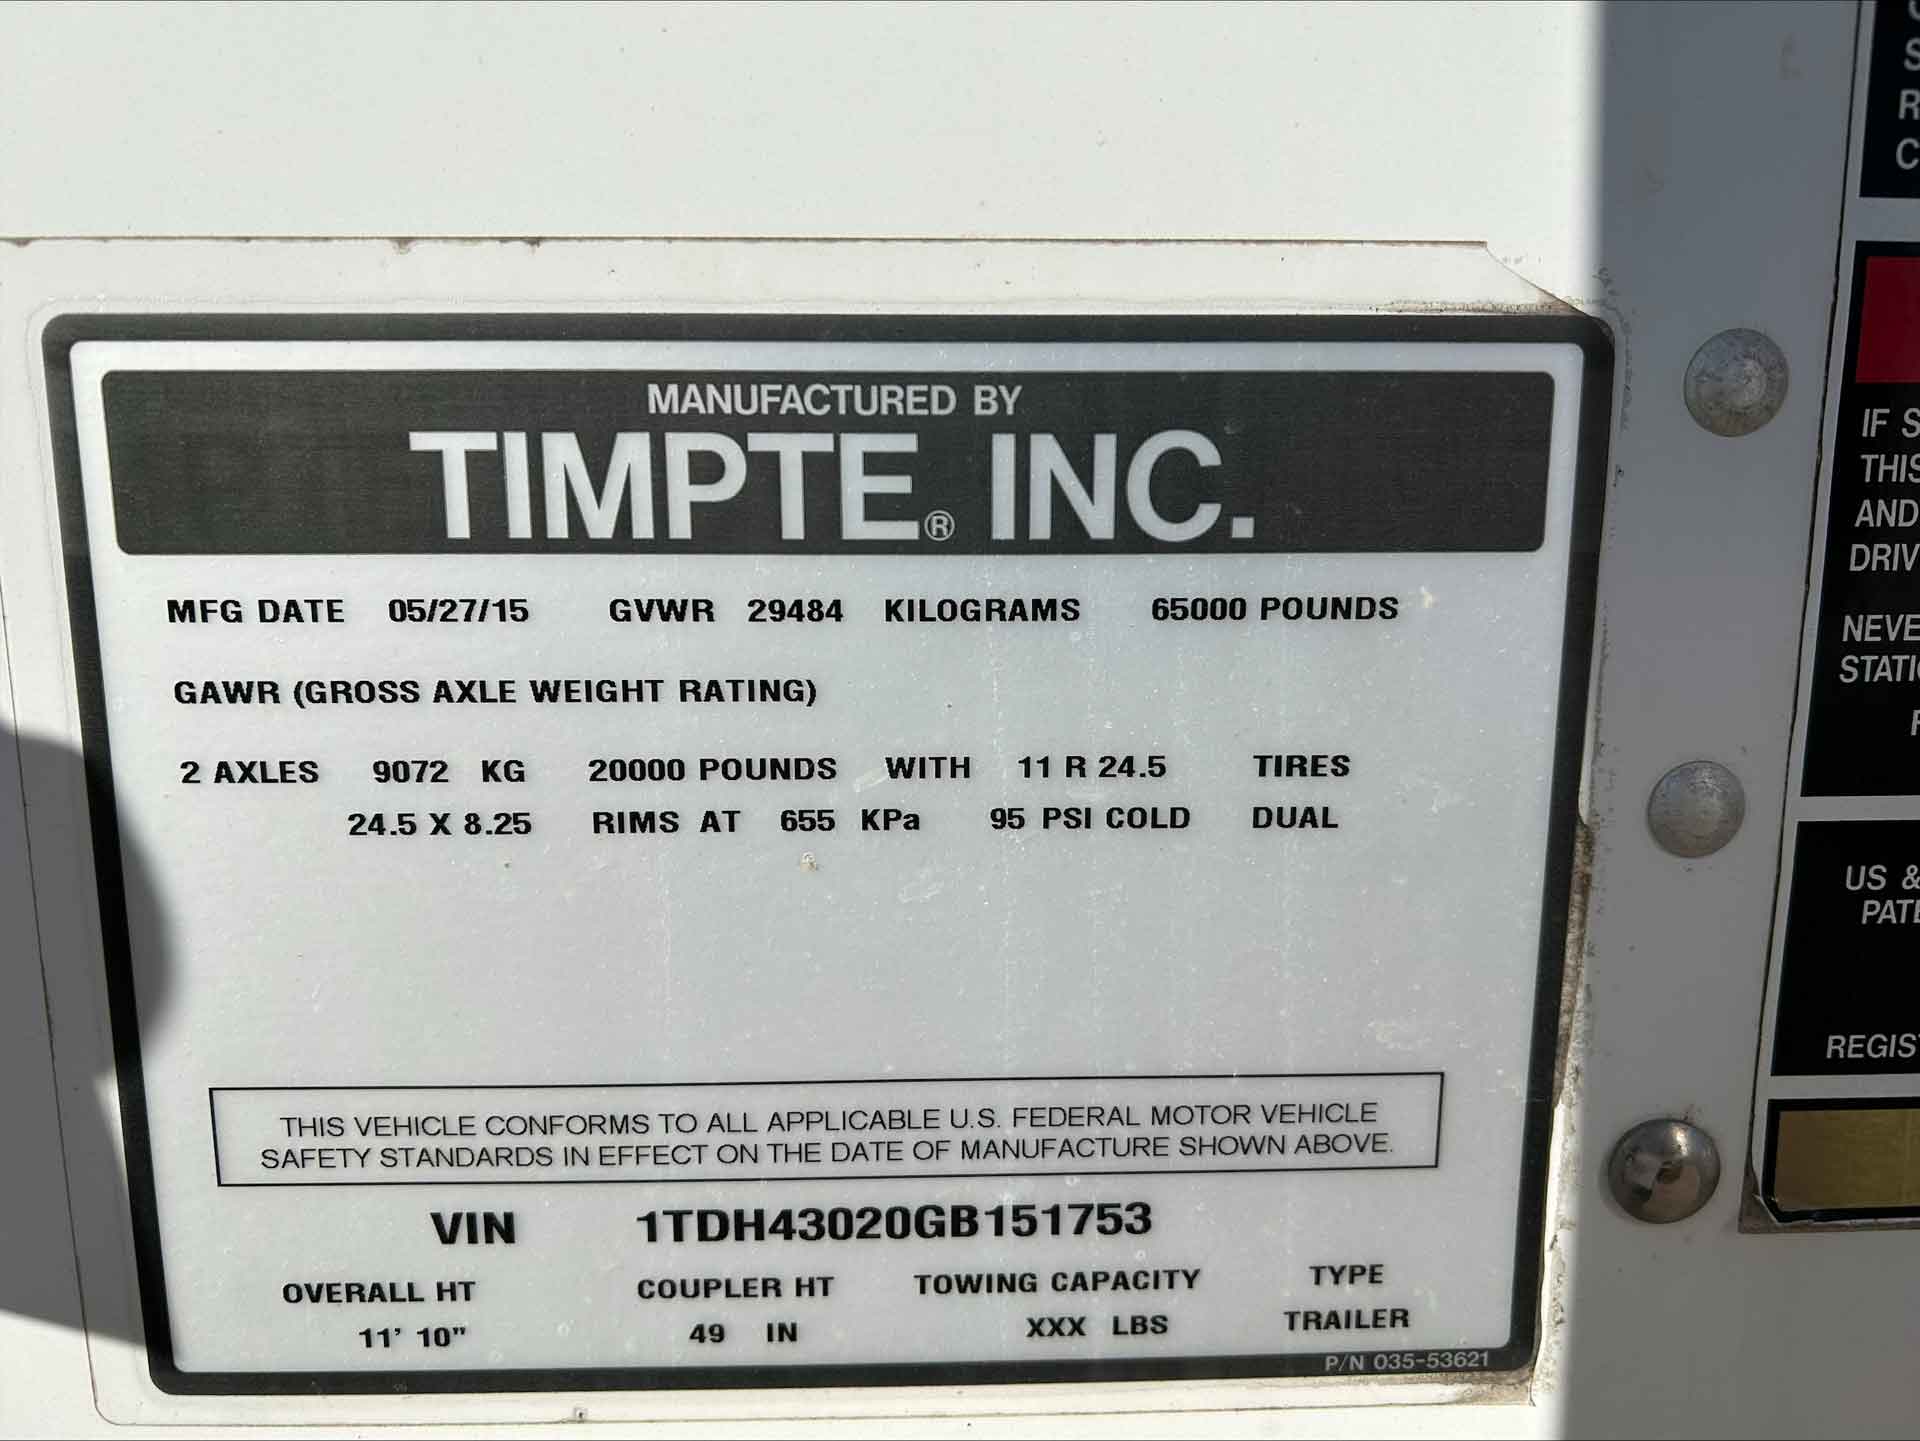 MANUFACTURED BY
TIMPTE® INC.
MFG DATE 05/27/15 GVWR 29484 KILOGRAMS 65000 POUNDS
GAWR (GROSS AXLE WEIGHT RATING)
2 AXLES 9072 KG 20000 POUNDS WITH 11 R 24.5 TIRES
24.5 X 8.25 RIMS AT 655 KPa 95 PSI COLD DUAL
THIS VEHICLE CONFORMS TO ALL APPLICABLE U.S. FEDERAL MOTOR VEHICLE
SAFETY STANDARDS IN EFFECT ON THE DATE OF MANUFACTURE SHOWN ABOVE.
VIN 1TDH43020GB151753
OVERALL HT COUPLER HT TOWING CAPACITY TYPE
11' 10" 49 IN XXX LBS TRAILER
P/N 035-53621
IF
THIS
AND
US &